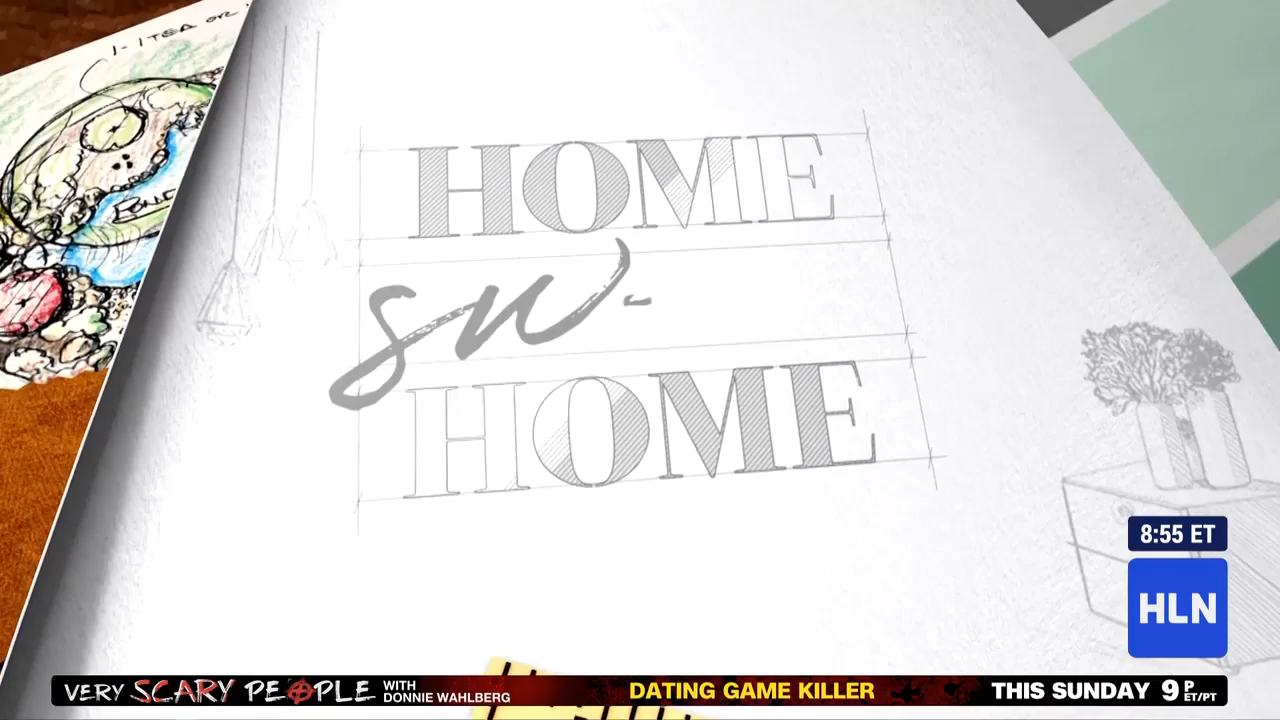 HOME
sw-
HOME
8:55 ET
HLN
VERY SCARY PEOPLE WITH DONNIE WAHLBERG DATING GAME KILLER THIS SUNDAY 9P ET/PT